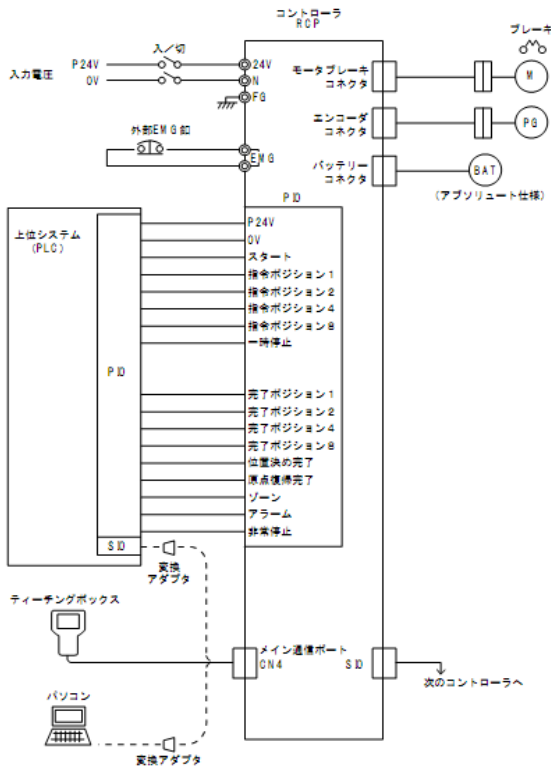 コントローラ
RCP
ブレーキ
入力電圧
P24V
0V
入／切
24V
N
FG
モータブレーキ
コネクタ
M
エンコーダ
コネクタ
PG
外部EMG釦
EMG
バッテリー
コネクタ
BAT
(アブソリュート仕様)
上位システム
(PLC)
PIO
PIO
P24V
0V
スタート
指令ポジション1
指令ポジション2
指令ポジション4
指令ポジション8
一時停止
完了ポジション1
完了ポジション2
完了ポジション4
完了ポジション8
位置決め完了
原点復帰完了
ゾーン
アラーム
非常停止
SIO
変換
アダプタ
ティーチングボックス
メイン通信ポート
CN4
SIO
次のコントローラへ
パソコン
変換アダプタ